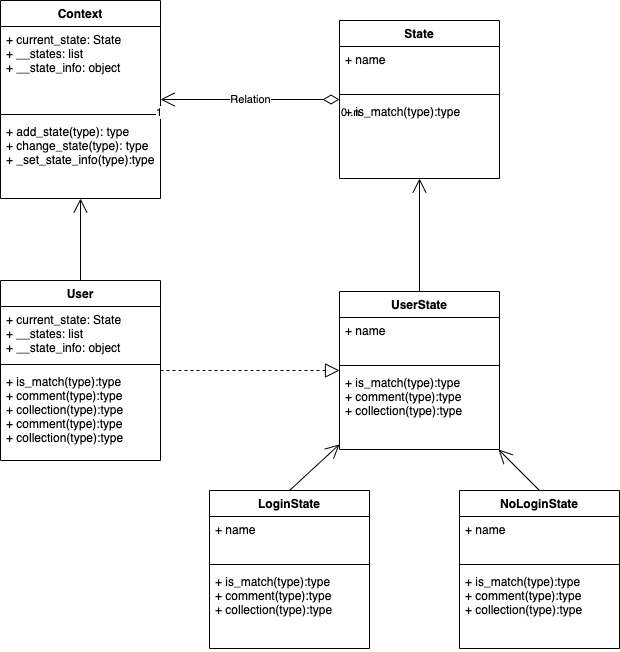 Context
+ current_state: State
+ __states: list
+ __state_info: object
+ add_state(type): type
+ change_state(type): type
+ _set_state_info(type):type
State
+ name
+ is_match(type):type
Relation
1
0..n
User
+ current_state: State
+ __states: list
+ __state_info: object
+ is_match(type):type
+ comment(type):type
+ collection(type):type
+ comment(type):type
+ collection(type):type
UserState
+ name
+ is_match(type):type
+ comment(type):type
+ collection(type):type
LoginState
+ name
+ is_match(type):type
+ comment(type):type
+ collection(type):type
NoLoginState
+ name
+ is_match(type):type
+ comment(type):type
+ collection(type):type